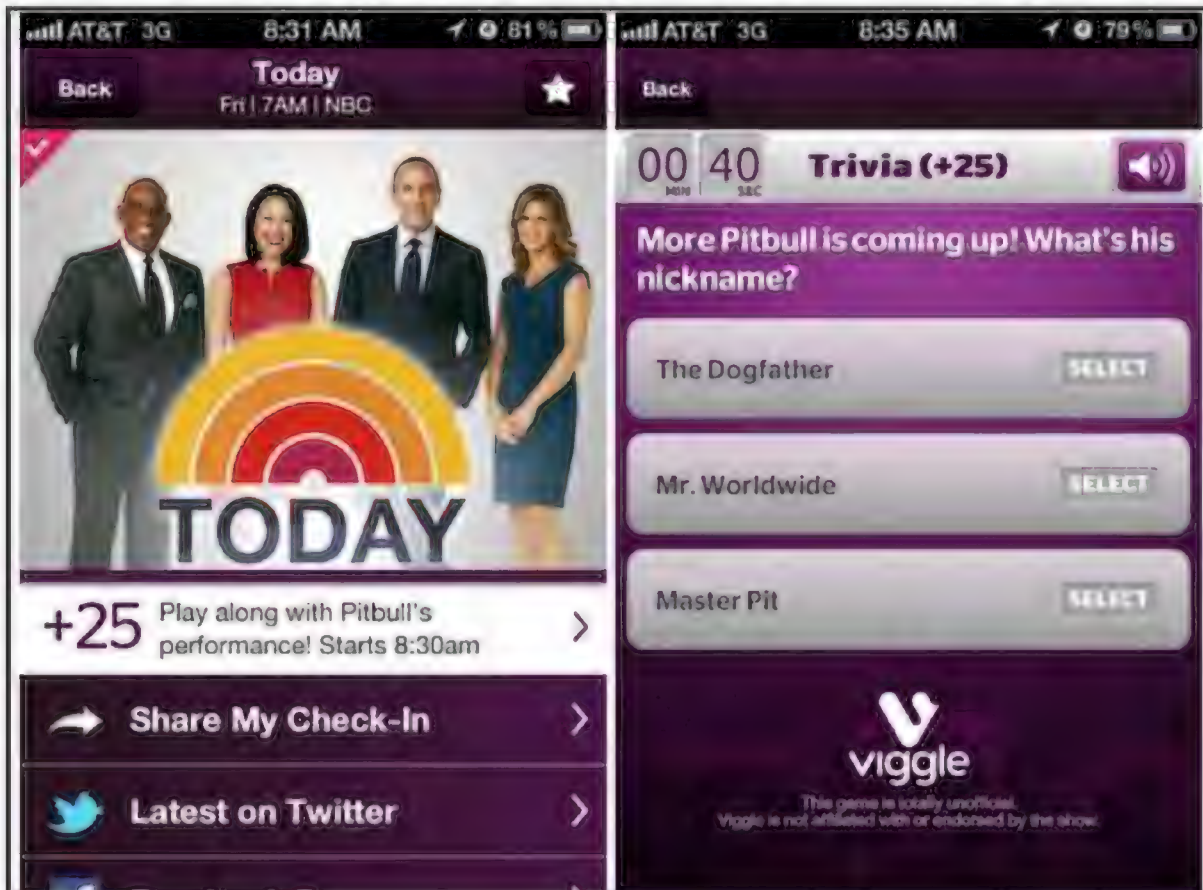 AT&T 3G 8:31 AM 81%
Back
Today
Fri | 7AM | NBC
TODAY
+25
Play along with Pitbull's
performance! Starts 8:30am
Share My Check-In
Latest on Twitter
AT&T 3G 8:35 AM 79%
Back
00 MIN 40 SEC Trivia (+25)
More Pitbull is coming up! What's his
nickname?
The Dogfather SELECT
Mr. Worldwide SELECT
Master Pit SELECT
viggle
This game is totally unofficial.
Viggle is not affiliated with or endorsed by the show.